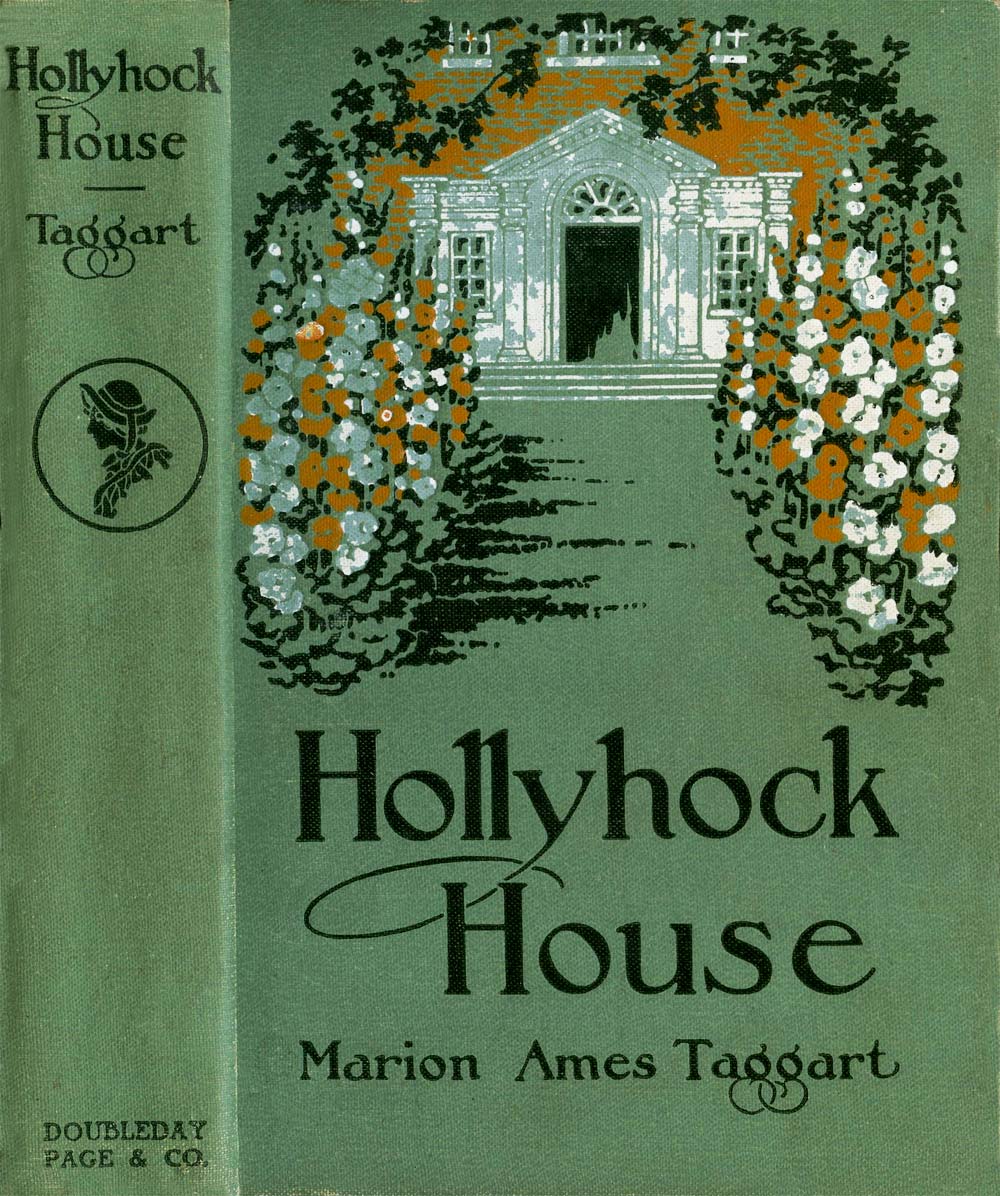 Hollyhock
House
Taggart
DOUBLEDAY
PAGE & CO.
Hollyhock
House
Marion Ames Taggart